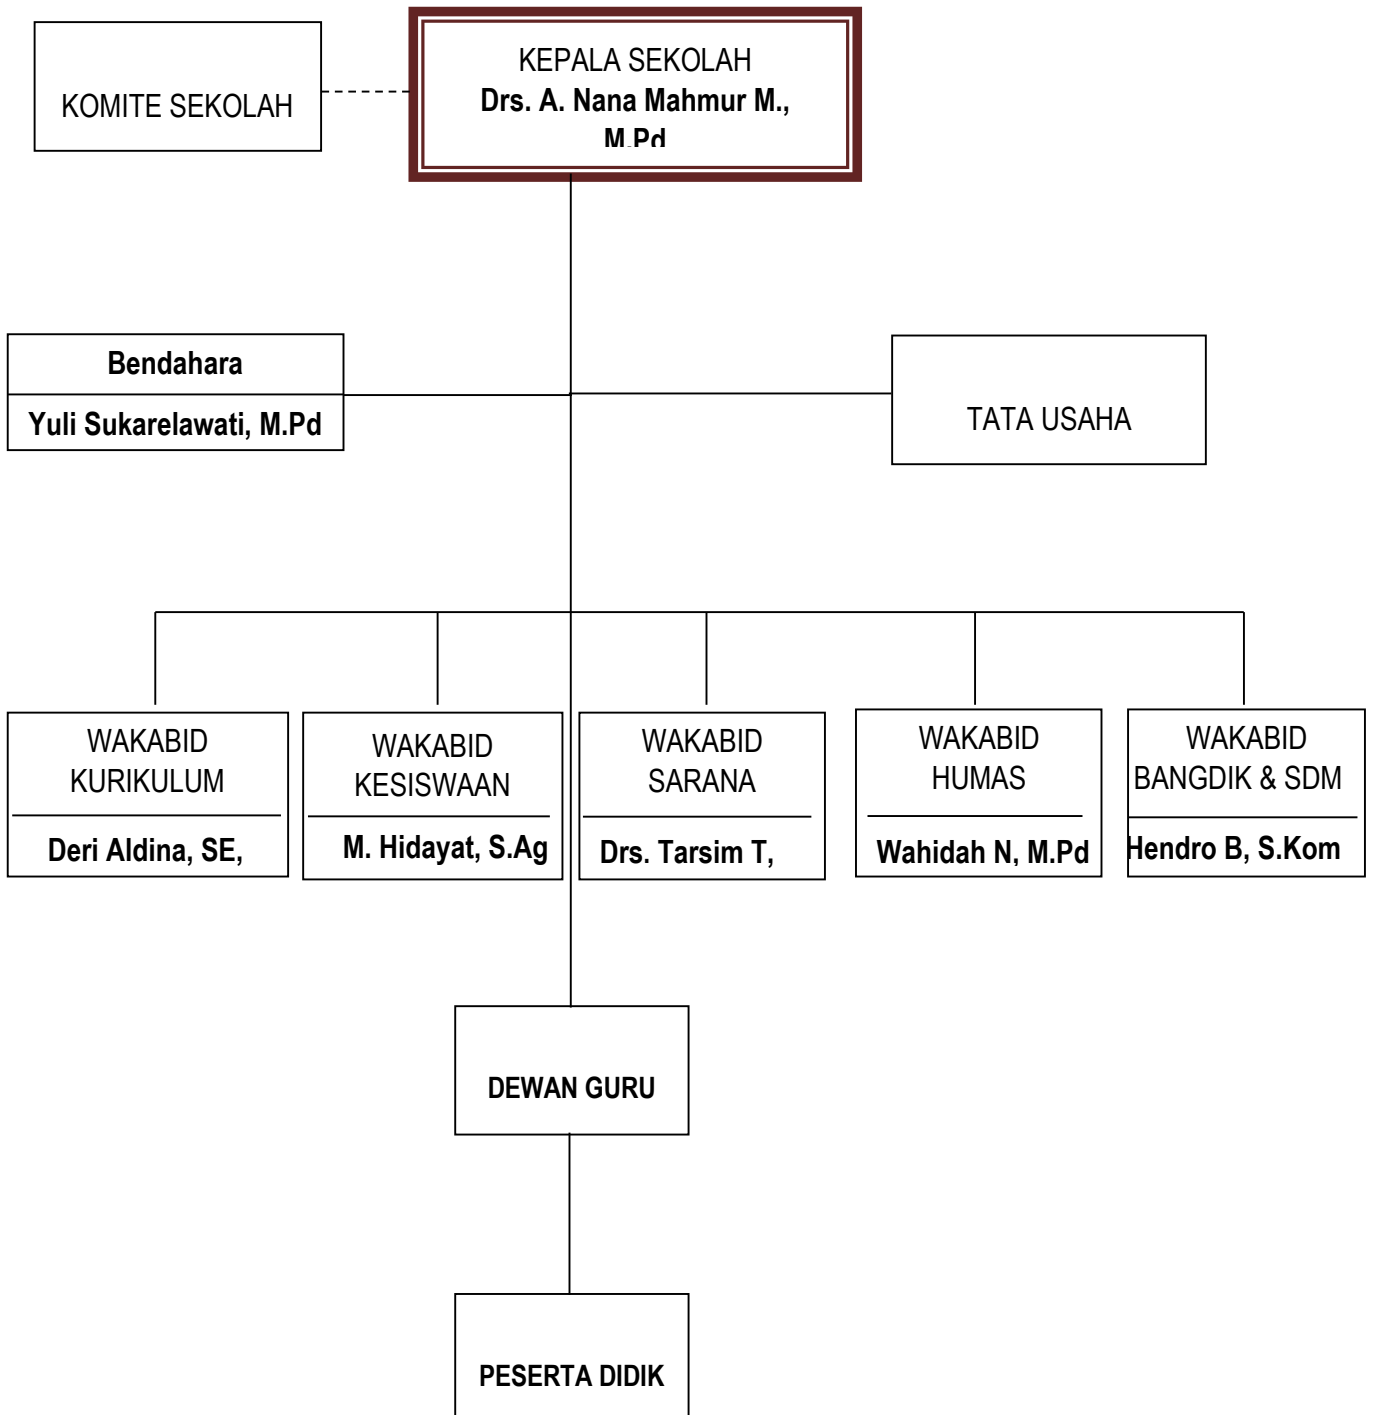 KOMITE SEKOLAH
KEPALA SEKOLAH
Drs. A. Nana Mahmur M.,
M.Pd
Bendahara
Yuli Sukarelawati, M.Pd
TATA USAHA
WAKABID
KURIKULUM
Deri Aldina, SE,
WAKABID
KESISWAAN
M. Hidayat, S.Ag
WAKABID
SARANA
Drs. Tarsim T,
WAKABID
HUMAS
Wahidah N, M.Pd
WAKABID
BANGDIK & SDM
Hendro B, S.Kom
DEWAN GURU
PESERTA DIDIK